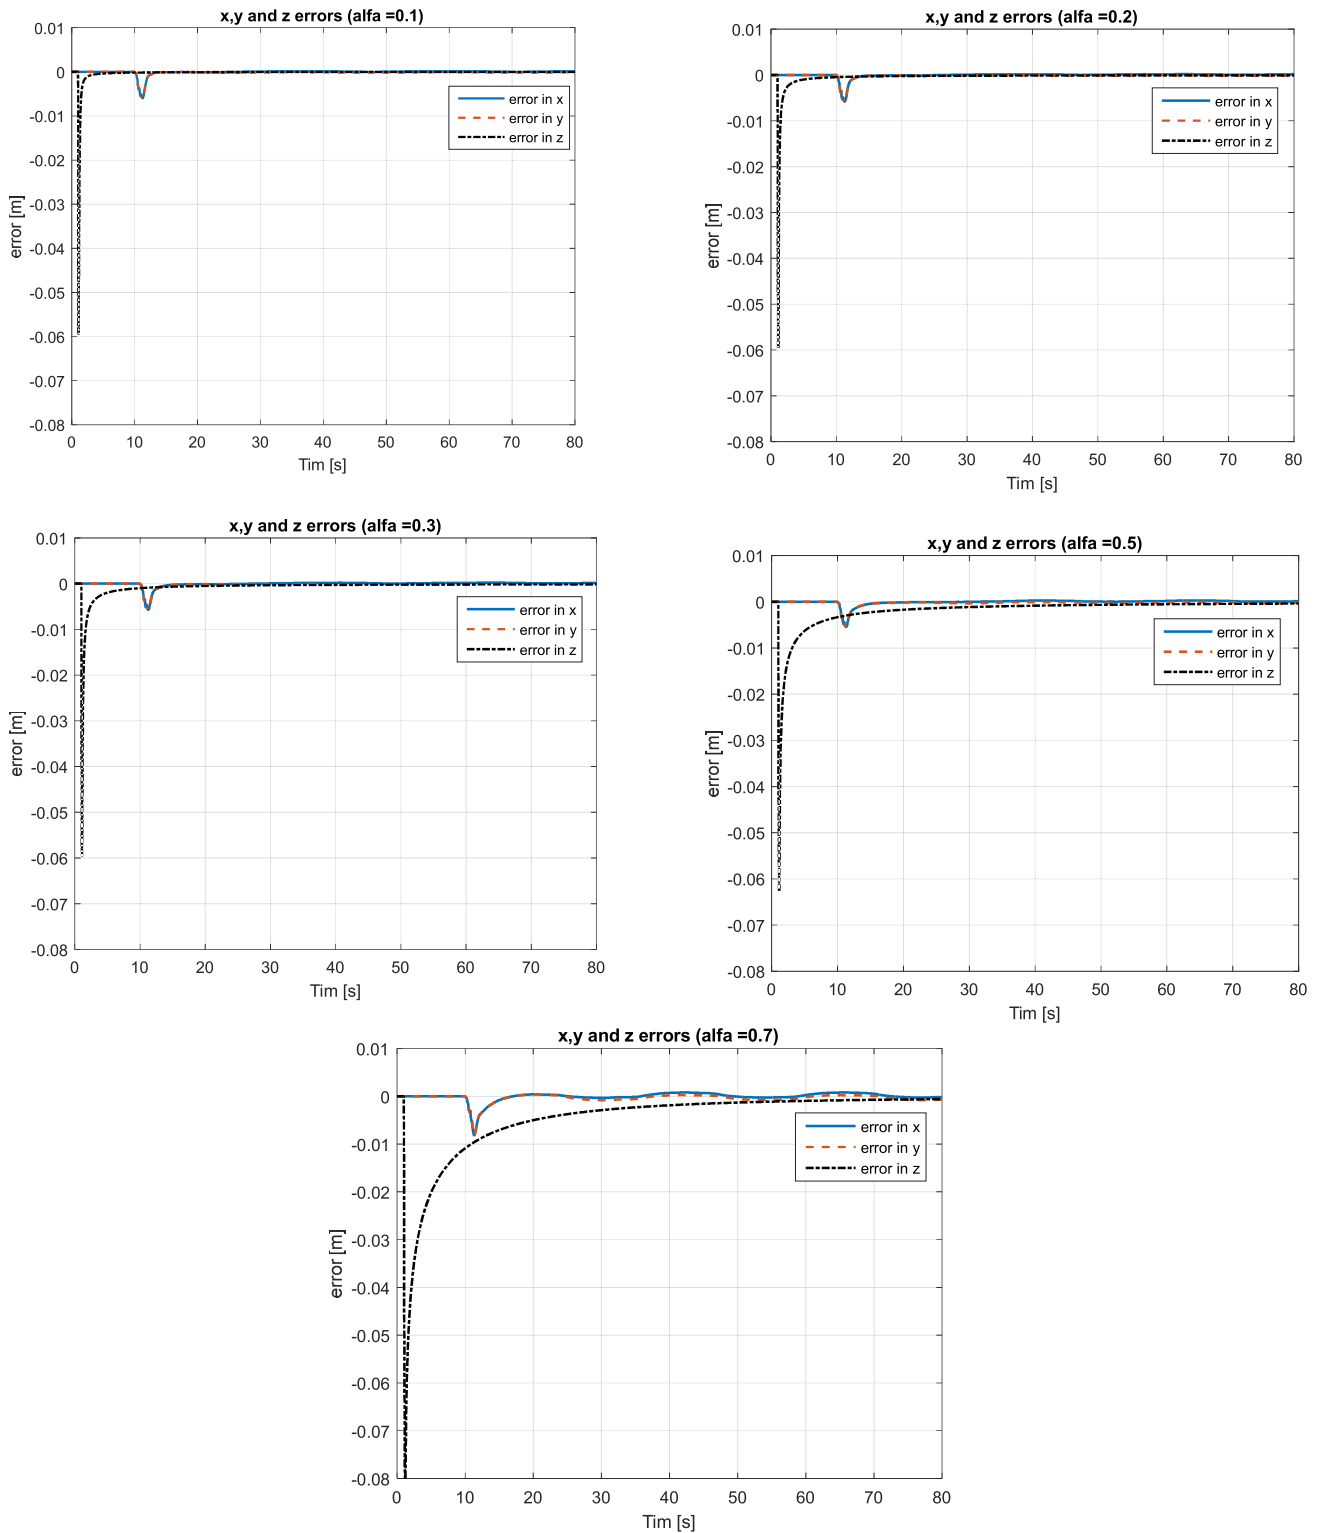 x,y and z errors (alfa =0.1)
0.01
0
-0.01
-0.02
-0.03
-0.04
-0.05
-0.06
-0.07
-0.08
error [m]
error in x
error in y
error in z
0 10 20 30 40 50 60 70 80
Tim [s]
x,y and z errors (alfa =0.2)
0.01
0
-0.01
-0.02
-0.03
-0.04
-0.05
-0.06
-0.07
-0.08
error [m]
error in x
error in y
error in z
0 10 20 30 40 50 60 70 80
Tim [s]
x,y and z errors (alfa =0.3)
0.01
0
-0.01
-0.02
-0.03
-0.04
-0.05
-0.06
-0.07
-0.08
error [m]
error in x
error in y
error in z
0 10 20 30 40 50 60 70 80
Tim [s]
x,y and z errors (alfa =0.5)
0.01
0
-0.01
-0.02
-0.03
-0.04
-0.05
-0.06
-0.07
-0.08
error [m]
error in x
error in y
error in z
0 10 20 30 40 50 60 70 80
Tim [s]
x,y and z errors (alfa =0.7)
0.01
0
-0.01
-0.02
-0.03
-0.04
-0.05
-0.06
-0.07
-0.08
error [m]
error in x
error in y
error in z
0 10 20 30 40 50 60 70 80
Tim [s]